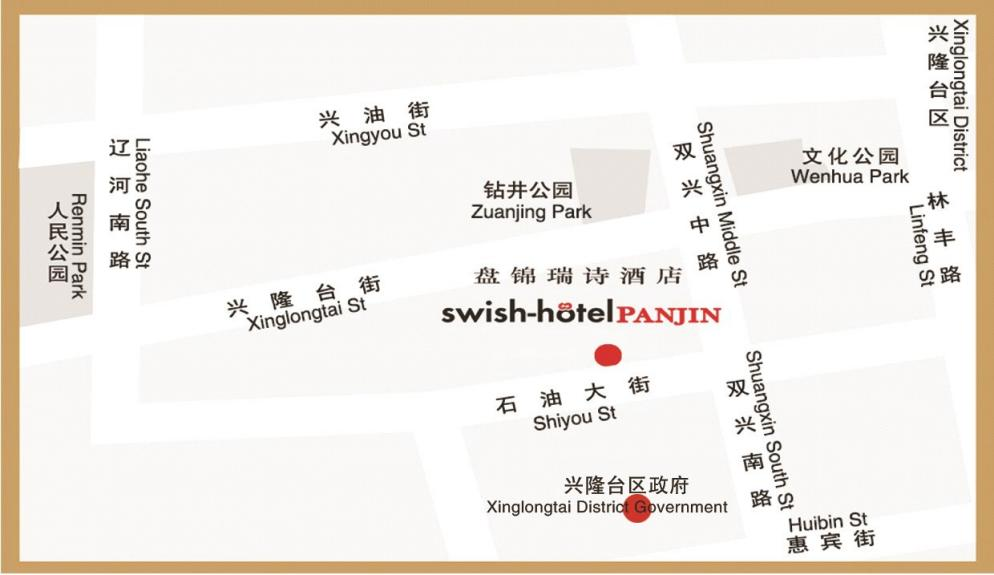 兴隆台区
Xinglongtai District
兴油街
Xingyou St
辽河南路
Liaohe South St
人民公园
Renmin Park
钻井公园
Zuanjing Park
双兴中路
Shuangxin Middle St
文化公园
Wenhua Park
林丰路
Linfeng St
兴隆台街
Xinglongtai St
盘锦瑞诗酒店
swish-hôtel PANJIN
石油大街
Shiyou St
双兴南路
Shuangxin South St
兴隆台区政府
Xinglongtai District Government
Huibin St
惠宾街